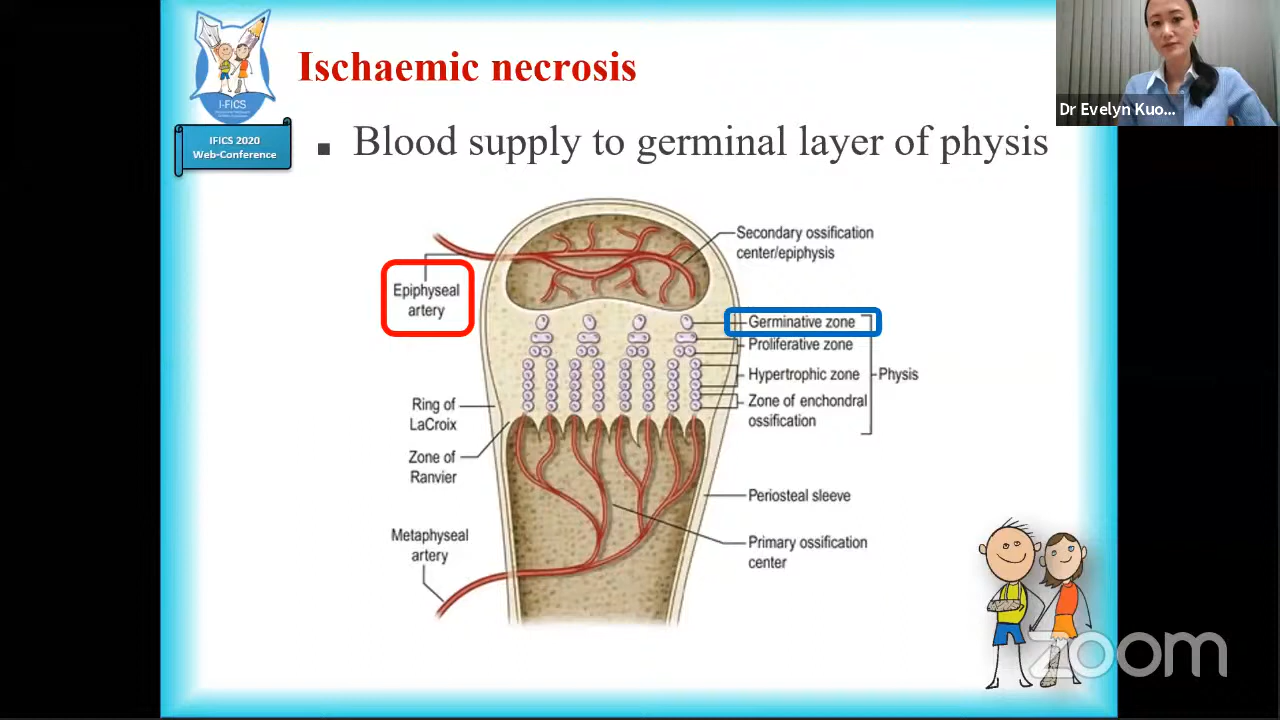 I-FICS
IFICS 2020
Web-Conference
Ischaemic necrosis
Dr Evelyn Kuo...
▪ Blood supply to germinal layer of physis
Secondary ossification
center/epiphysis
Epiphyseal
artery
Germinative zone
Proliferative zone
Hypertrophic zone
Physis
Zone of enchondral
ossification
Ring of
LaCroix
Zone of
Ranvier
Periosteal sleeve
Metaphyseal
artery
Primary ossification
center
zoom